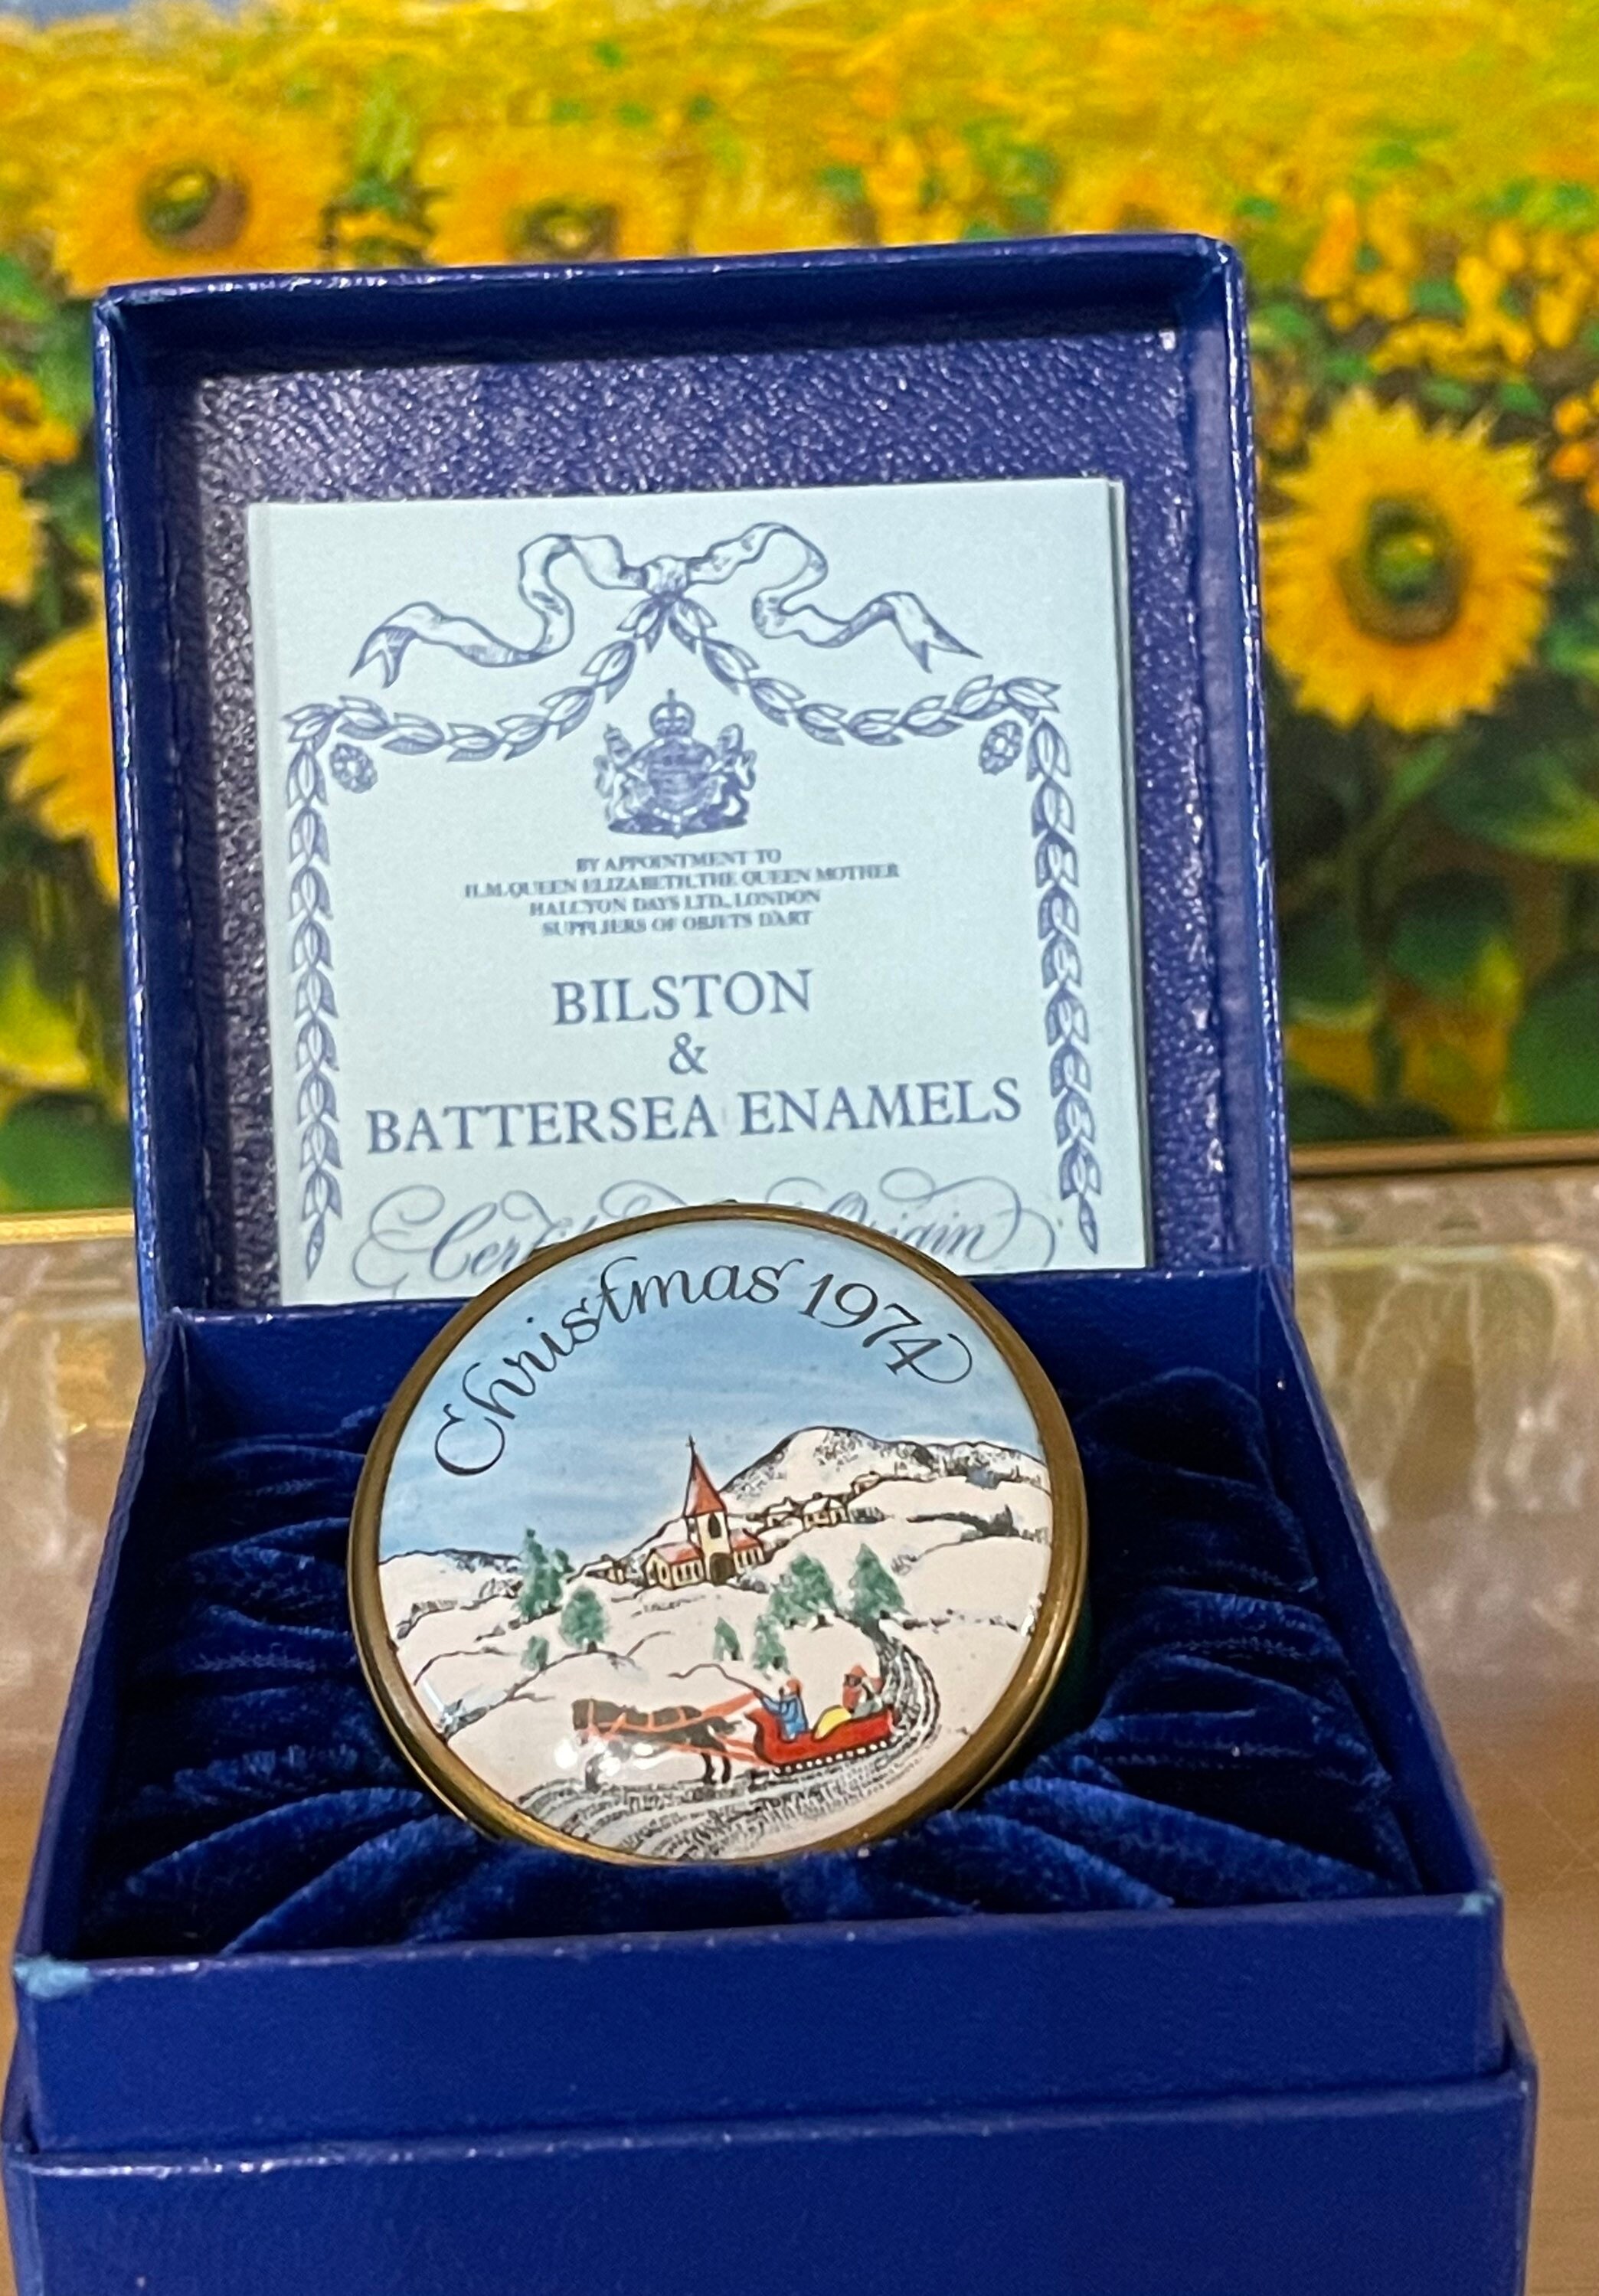 BY APPOINTMENT TO
H.M. QUEEN ELIZABETH, THE QUEEN MOTHER
HALCYON DAYS LTD., LONDON
SUPPLIERS OF OBJETS D'ART
BILSTON
&
BATTERSEA ENAMELS
Christmas 1974